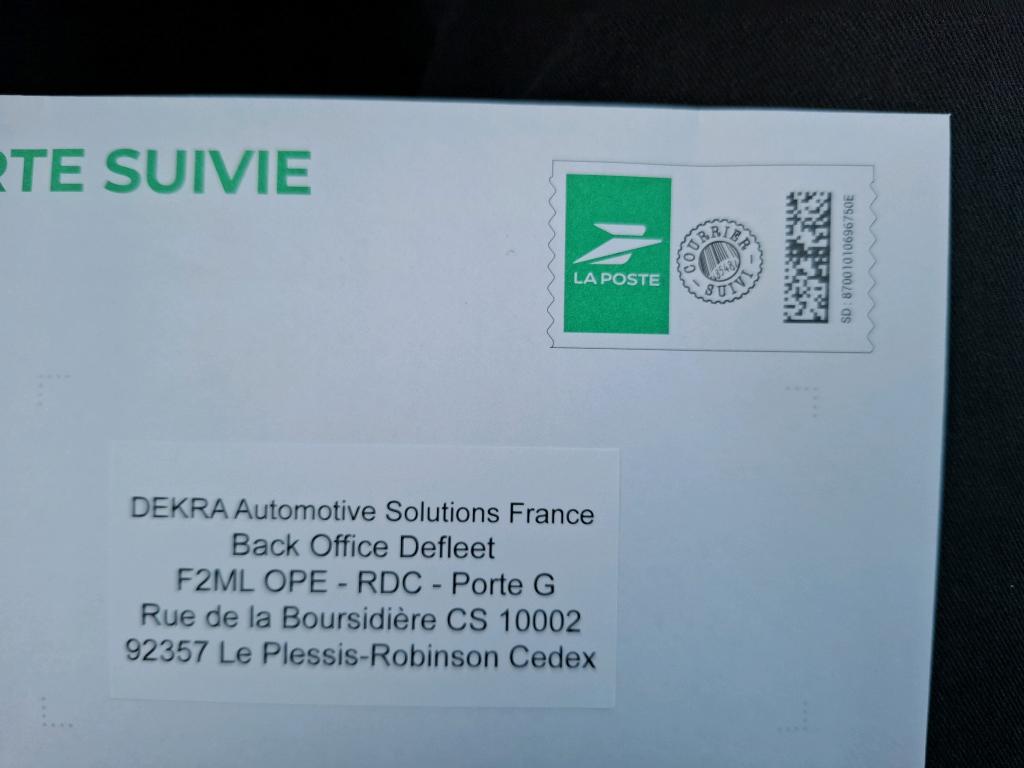 RTE SUIVIE
LA POSTE
COURRIER
- SUIVI -
SD : 87001010696750E
DEKRA Automotive Solutions France
Back Office Defleet
F2ML OPE - RDC - Porte G
Rue de la Boursidière CS 10002
92357 Le Plessis-Robinson Cedex